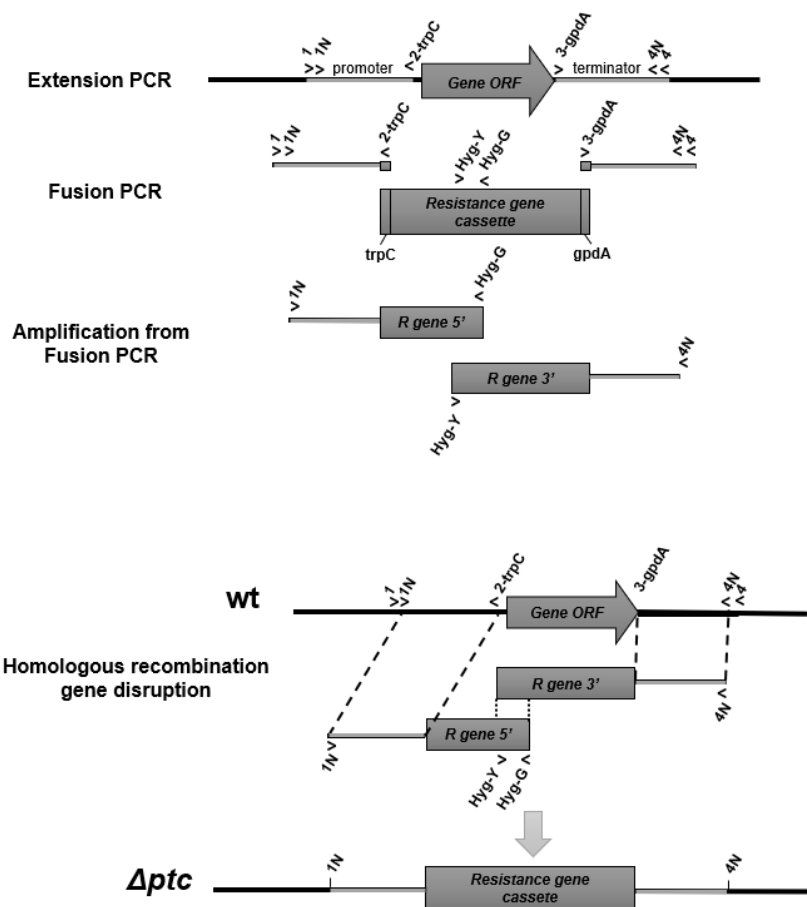 1
1N
2-trpC
3-gpdA
4N
4
Extension PCR
promoter
Gene ORF
terminator
1
1N
2-trpC
Hyg-Y
Hyg-G
3-gpdA
4N
4
Fusion PCR
Resistance gene
cassette
trpC
gpdA
Hyg-G
1N
R gene 5’
Amplification from
Fusion PCR
4N
R gene 3’
Hyg-Y
wt
1
1N
2-trpC
3-gpdA
4N
4
Gene ORF
Homologous recombination
gene disruption
R gene 3’
4N
R gene 5’
1N
Hyg-Y
Hyg-G
Δptc
1N
4N
Resistance gene
cassete